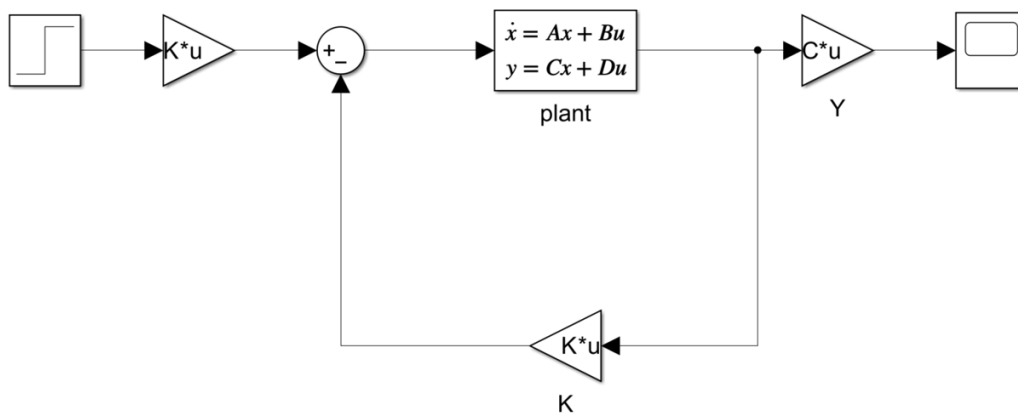 K*u
+
−
ẋ = Ax + Bu
y = Cx + Du
plant
C*u
Y
K*u
K